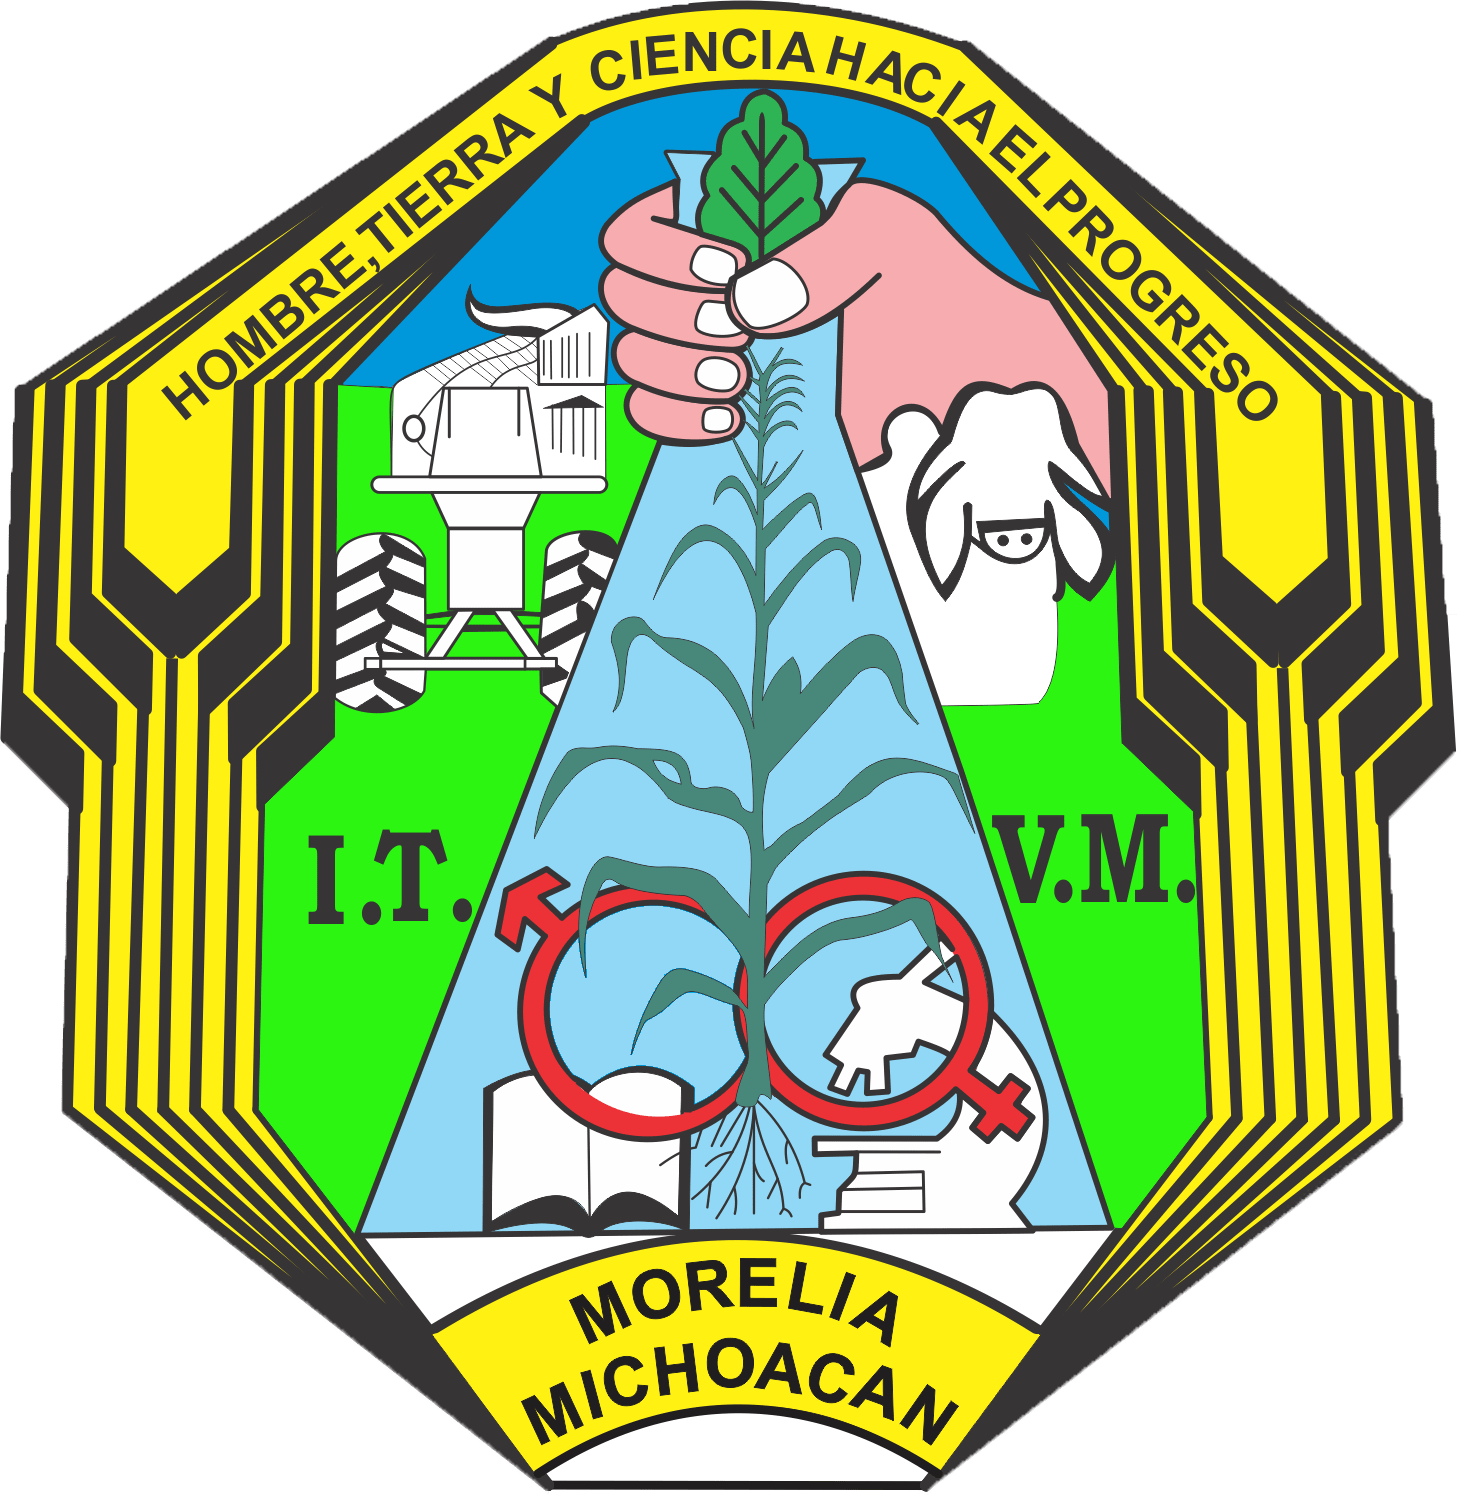 HOMBRE, TIERRA Y CIENCIA HACIA EL PROGRESO
I.T. V.M.
MORELIA
MICHOACAN